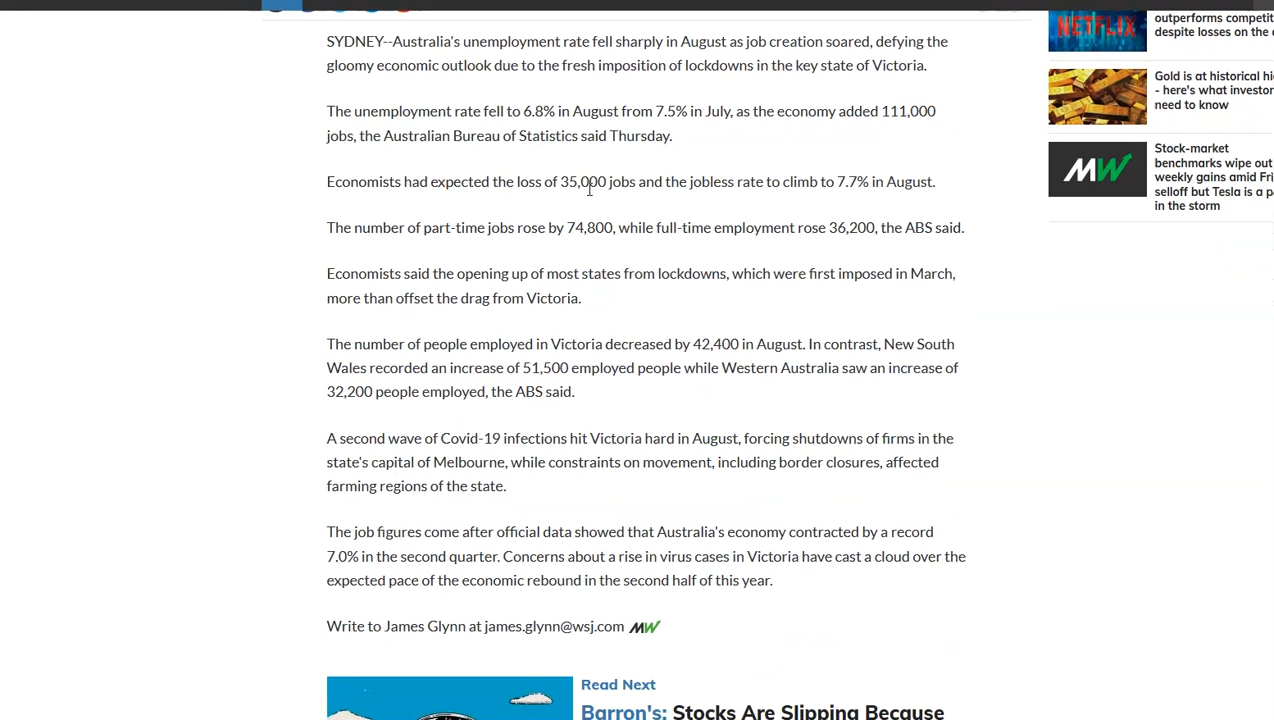 SYDNEY--Australia's unemployment rate fell sharply in August as job creation soared, defying the
gloomy economic outlook due to the fresh imposition of lockdowns in the key state of Victoria.
The unemployment rate fell to 6.8% in August from 7.5% in July, as the economy added 111,000
jobs, the Australian Bureau of Statistics said Thursday.
Economists had expected the loss of 35,000 jobs and the jobless rate to climb to 7.7% in August.
The number of part-time jobs rose by 74,800, while full-time employment rose 36,200, the ABS said.
Economists said the opening up of most states from lockdowns, which were first imposed in March,
more than offset the drag from Victoria.
The number of people employed in Victoria decreased by 42,400 in August. In contrast, New South
Wales recorded an increase of 51,500 employed people while Western Australia saw an increase of
32,200 people employed, the ABS said.
A second wave of Covid-19 infections hit Victoria hard in August, forcing shutdowns of firms in the
state's capital of Melbourne, while constraints on movement, including border closures, affected
farming regions of the state.
The job figures come after official data showed that Australia's economy contracted by a record
7.0% in the second quarter. Concerns about a rise in virus cases in Victoria have cast a cloud over the
expected pace of the economic rebound in the second half of this year.
Write to James Glynn at james.glynn@wsj.com MW
Read Next
Barron's: Stocks Are Slipping Because
NETFLIX
outperforms competit
despite losses on the
Gold is at historical hi
- here's what investor
need to know
MW
Stock-market
benchmarks wipe out
weekly gains amid Fri
selloff but Tesla is a p
in the storm